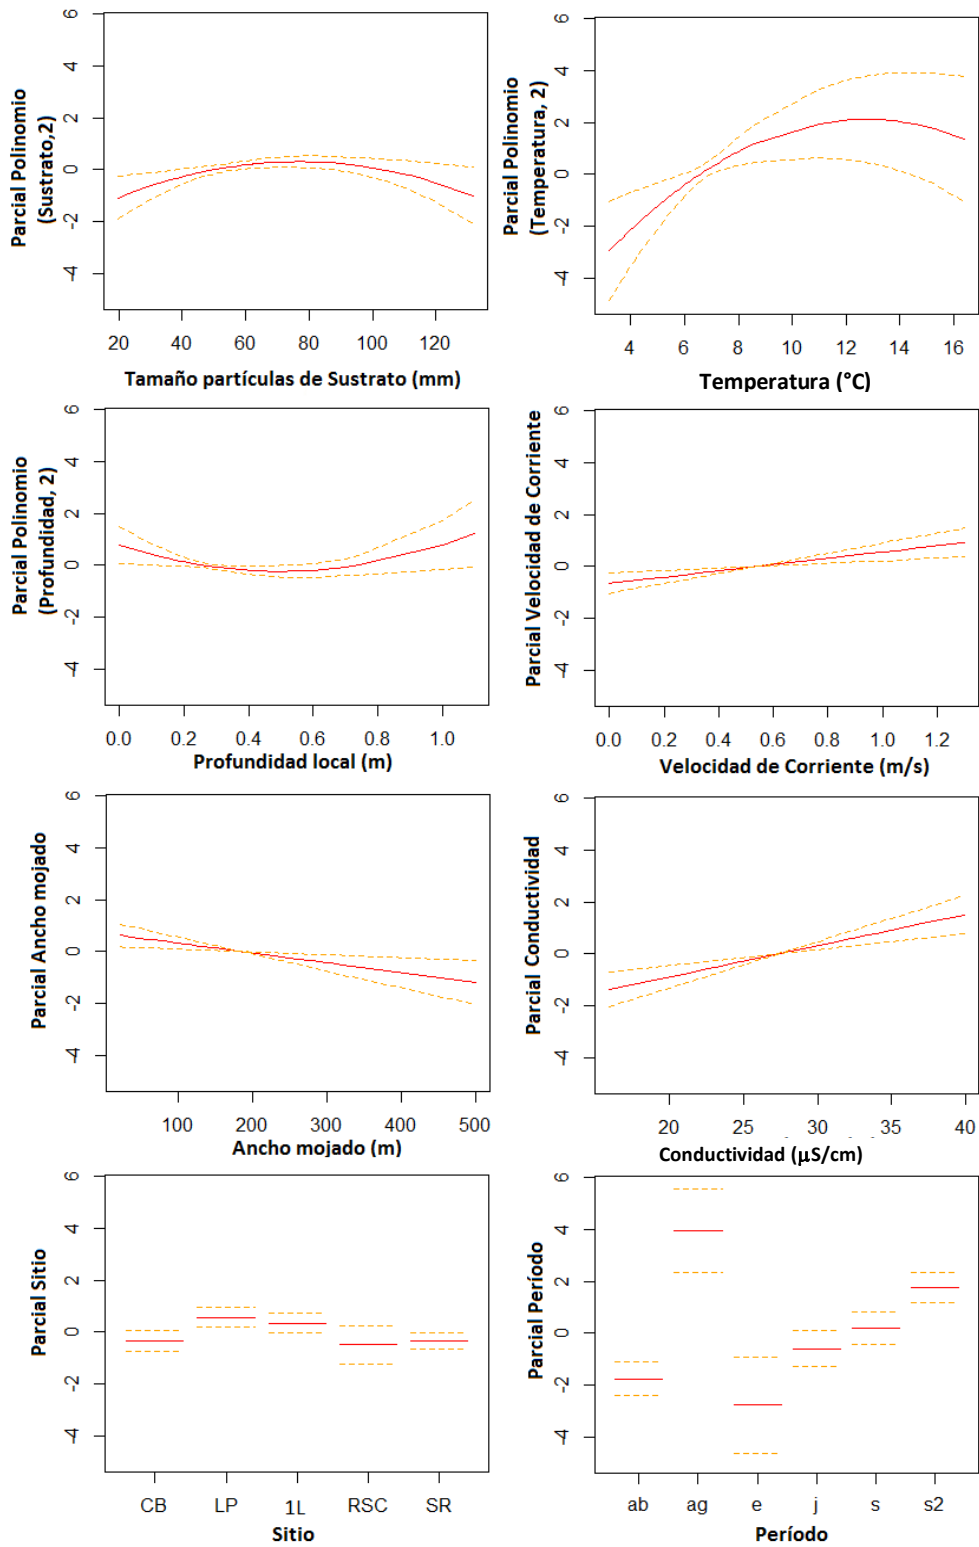 Parcial Polinomio
(Sustrato,2)
6
4
2
0
-2
-4
20 40 60 80 100 120
Tamaño partículas de Sustrato (mm)
Parcial Polinomio
(Temperatura, 2)
6
4
2
0
-2
-4
4 6 8 10 12 14 16
Temperatura (°C)
Parcial Polinomio
(Profundidad, 2)
6
4
2
0
-2
-4
0.0 0.2 0.4 0.6 0.8 1.0
Profundidad local (m)
Parcial Velocidad de Corriente
6
4
2
0
-2
-4
0.0 0.2 0.4 0.6 0.8 1.0 1.2
Velocidad de Corriente (m/s)
Parcial Ancho mojado
6
4
2
0
-2
-4
100 200 300 400 500
Ancho mojado (m)
Parcial Conductividad
6
4
2
0
-2
-4
20 25 30 35 40
Conductividad (µS/cm)
Parcial Sitio
6
4
2
0
-2
-4
CB LP 1L RSC SR
Sitio
Parcial Período
6
4
2
0
-2
-4
ab ag e j s s2
Período